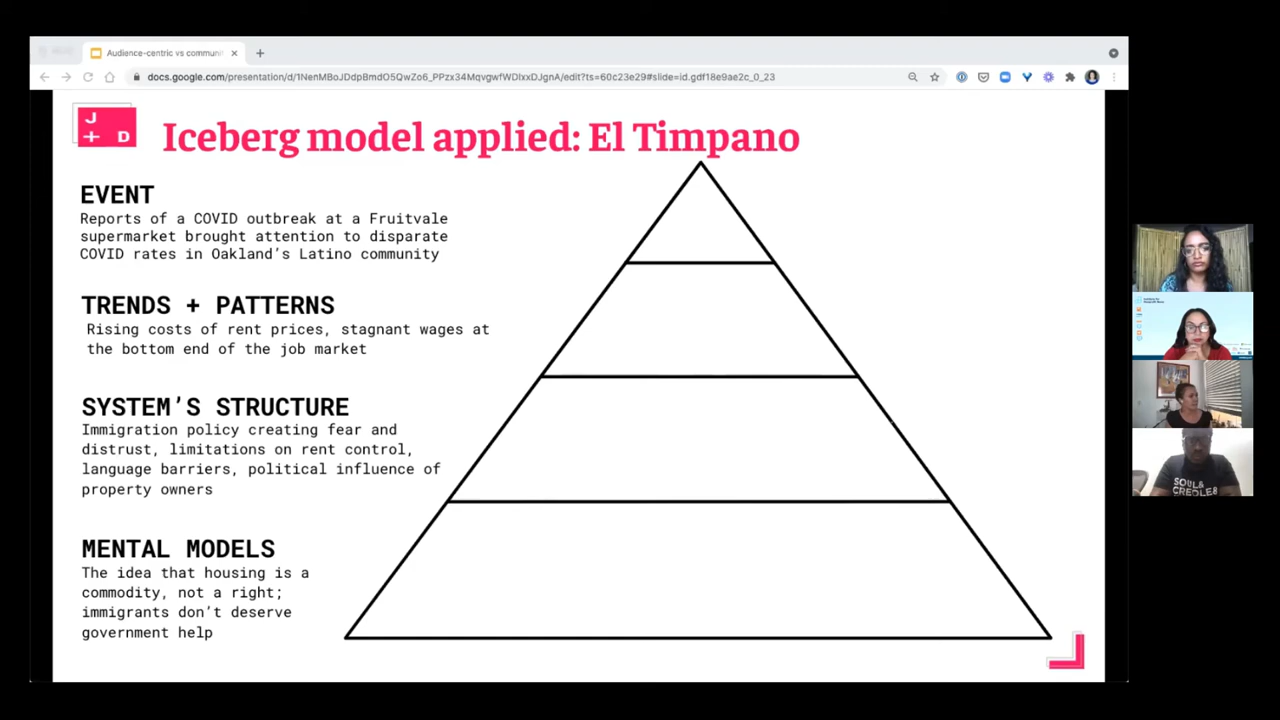 Audience-centric vs communi
docs.google.com/presentation/d/1NenMBoJDdpBmdO5QwZo6_PPzx34MqvgwfWDlxxDJgnA/edit?ts=60c23e29#slide=id.gdf18e9ae2c_0_23
J
+ D
Iceberg model applied: El Timpano
EVENT
Reports of a COVID outbreak at a Fruitvale
supermarket brought attention to disparate
COVID rates in Oakland's Latino community
TRENDS + PATTERNS
Rising costs of rent prices, stagnant wages at
the bottom end of the job market
SYSTEM'S STRUCTURE
Immigration policy creating fear and
distrust, limitations on rent control,
language barriers, political influence of
property owners
MENTAL MODELS
The idea that housing is a
commodity, not a right;
immigrants don't deserve
government help
SOUL&
CREOLE&